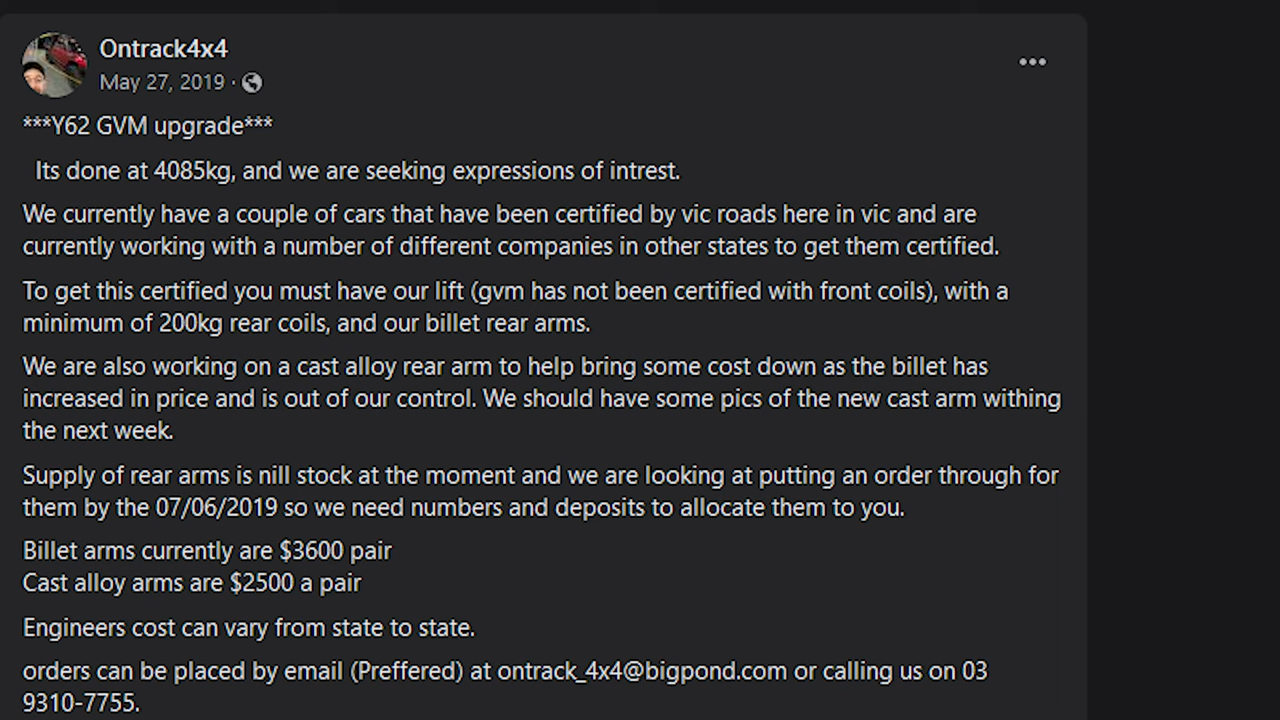 Ontrack4x4
May 27, 2019 ·
***Y62 GVM upgrade***
Its done at 4085kg, and we are seeking expressions of intrest.
We currently have a couple of cars that have been certified by vic roads here in vic and are
currently working with a number of different companies in other states to get them certified.
To get this certified you must have our lift (gvm has not been certified with front coils), with a
minimum of 200kg rear coils, and our billet rear arms.
We are also working on a cast alloy rear arm to help bring some cost down as the billet has
increased in price and is out of our control. We should have some pics of the new cast arm withing
the next week.
Supply of rear arms is nill stock at the moment and we are looking at putting an order through for
them by the 07/06/2019 so we need numbers and deposits to allocate them to you.
Billet arms currently are $3600 pair
Cast alloy arms are $2500 a pair
Engineers cost can vary from state to state.
orders can be placed by email (Preffered) at ontrack_4x4@bigpond.com or calling us on 03
9310-7755.